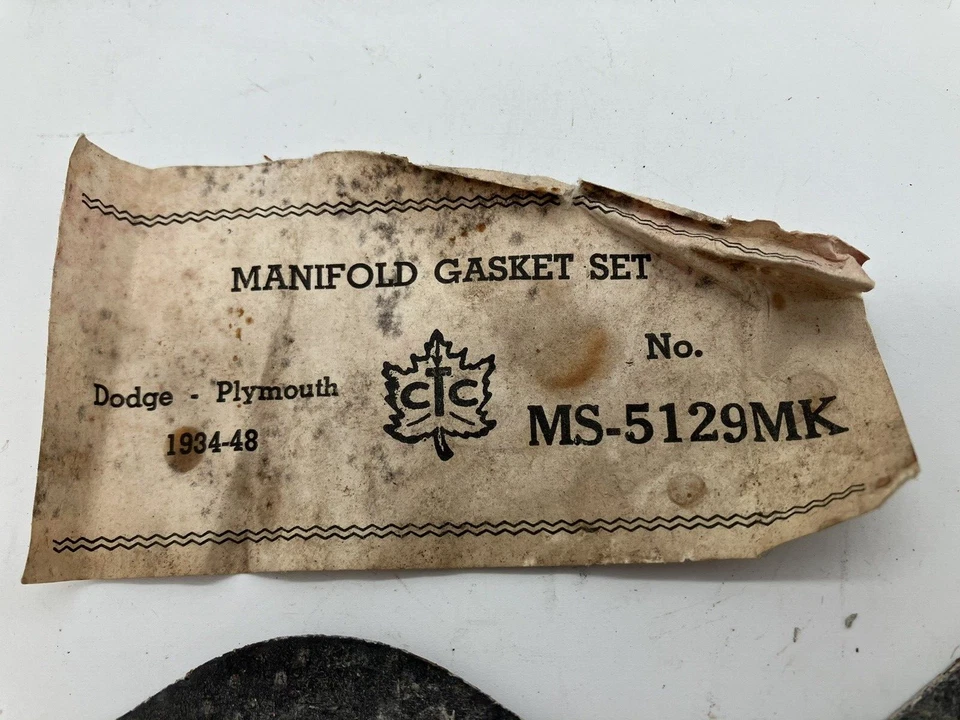 MANIFOLD GASKET SET
Dodge - Plymouth
1934-48
CTC
No.
MS-5129MK